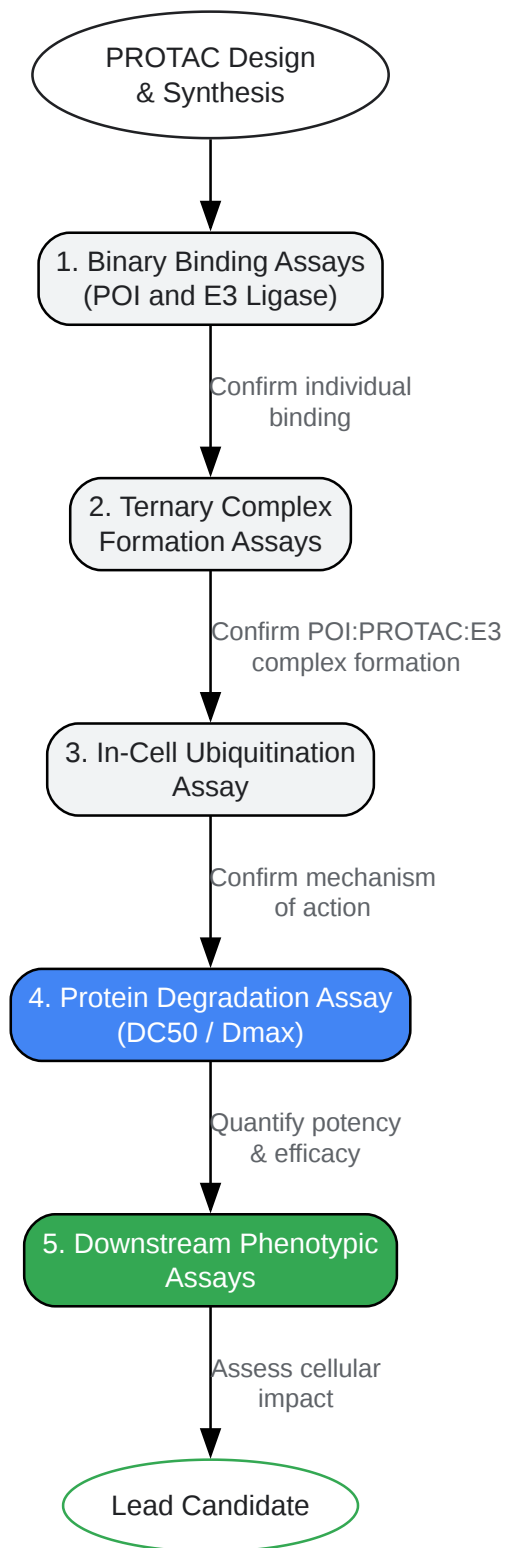 PROTAC Design
& Synthesis
1. Binary Binding Assays
(POI and E3 Ligase)
Confirm individual
binding
2. Ternary Complex
Formation Assays
Confirm POI:PROTAC:E3
complex formation
3. In-Cell Ubiquitination
Assay
Confirm mechanism
of action
4. Protein Degradation Assay
(DC50 / Dmax)
Quantify potency
& efficacy
5. Downstream Phenotypic
Assays
Assess cellular
impact
Lead Candidate